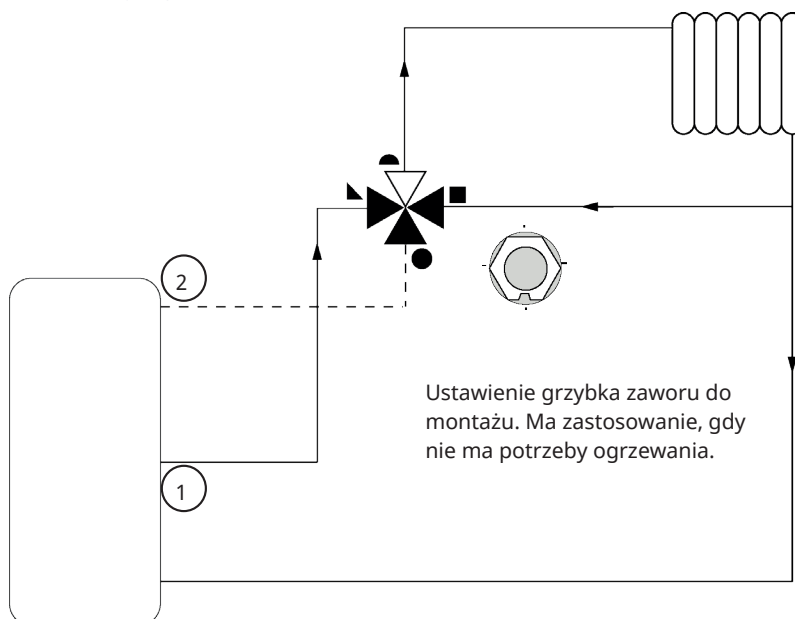 2
Ustawienie grzybka zaworu do
montażu. Ma zastosowanie, gdy
nie ma potrzeby ogrzewania.
1